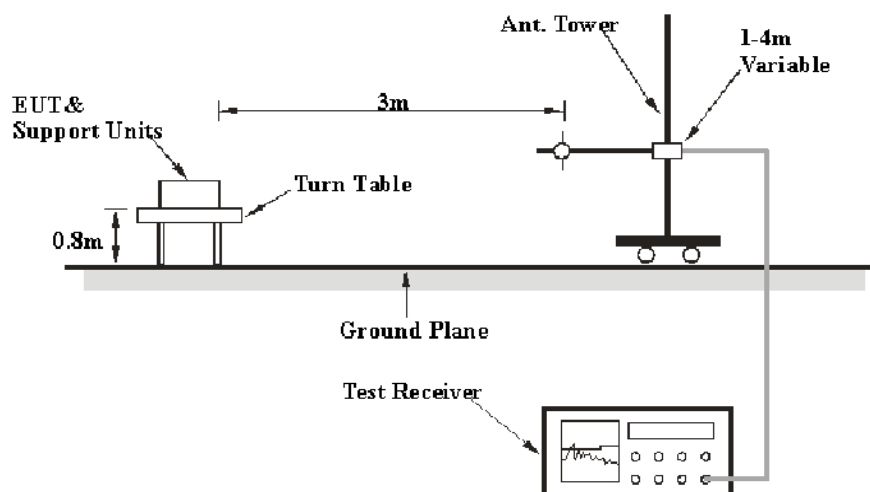 Ant. Tower
1-4m
Variable
EUT&
Support Units
3m
Turn Table
0.8m
Ground Plane
Test Receiver